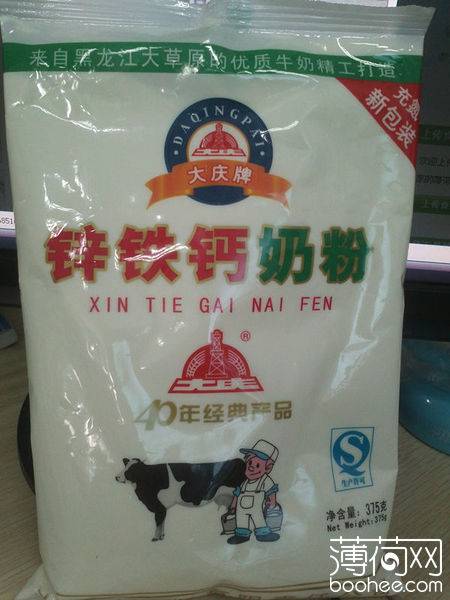 来自黑龙江大草原的优质牛奶精工打造
充氮
新包装
DAQINGPAI
大庆牌
锌铁钙奶粉
XIN TIE GAI NAI FEN
®
大庆
40年经典产品
QS
生产许可
净含量: 375克
Net Weight: 375g
薄荷网
boohee.com